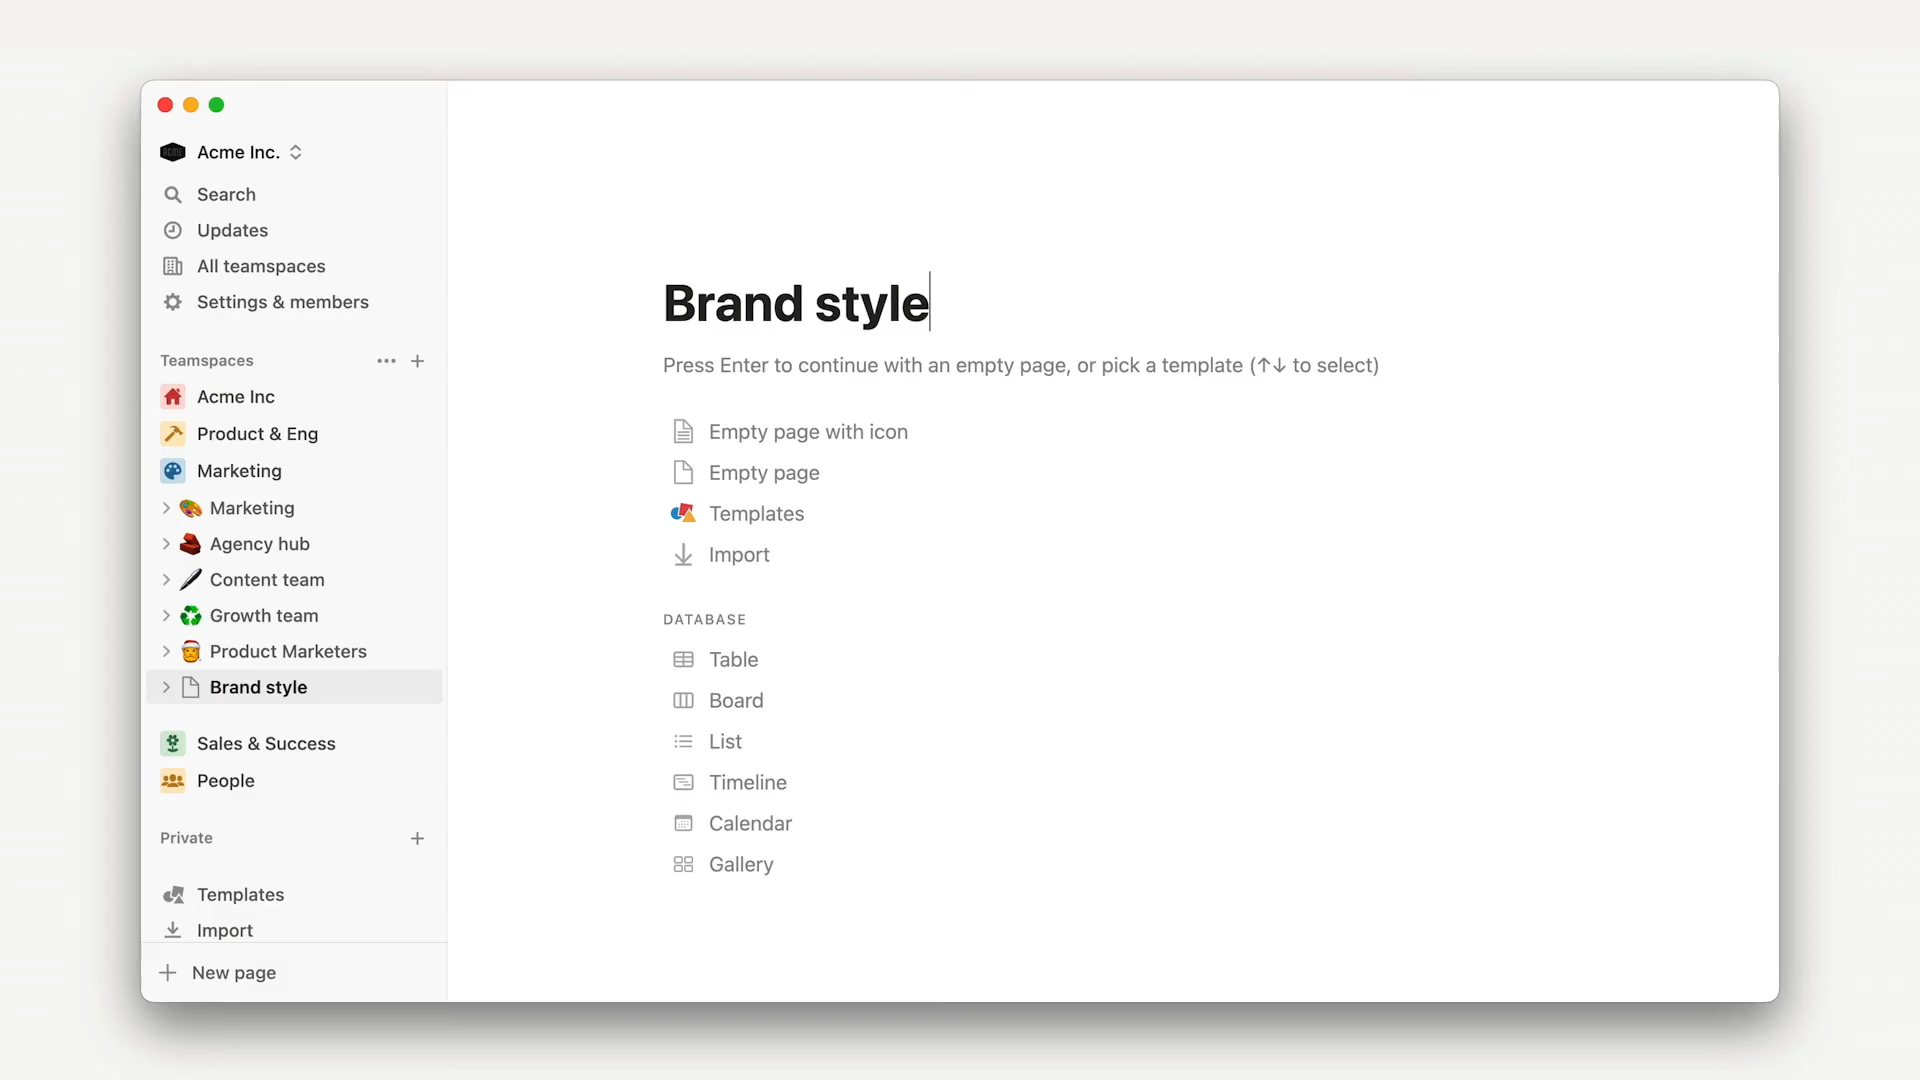 Acme Inc.
Search
Updates
All teamspaces
Settings & members
Teamspaces
Acme Inc
Product & Eng
Marketing
Marketing
Agency hub
Content team
Growth team
Product Marketers
Brand style
Sales & Success
People
Private
Templates
Import
New page
Brand style
Press Enter to continue with an empty page, or pick a template (↑↓ to select)
Empty page with icon
Empty page
Templates
Import
DATABASE
Table
Board
List
Timeline
Calendar
Gallery